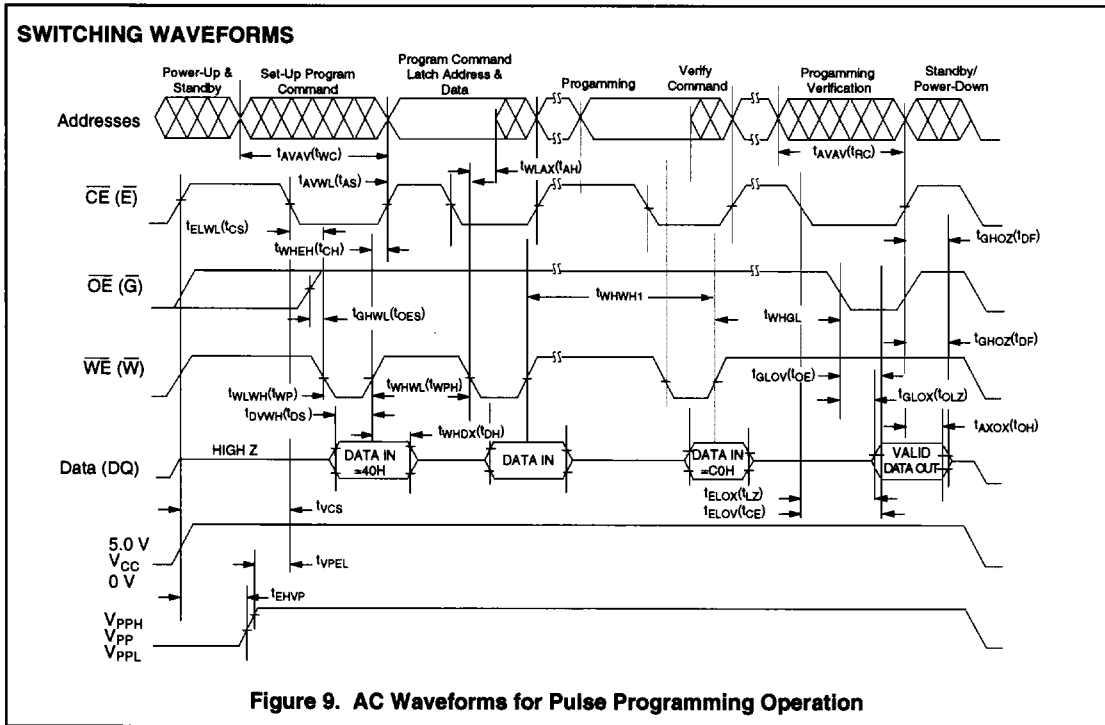 SWITCHING WAVEFORMS
Power-Up & Standby
Set-Up Program Command
Program Command Latch Address & Data
Progamming
Verify Command
Progamming Verification
Standby/ Power-Down
Addresses
tAVAV(tWC)
tWLAX(tAH)
tAVAV(tRC)
tAVWL(tAS)
CE (E)
tELWL(tCS)
tWHEH(tCH)
tGHOZ(tDF)
OE (G)
tGHWL(tOES)
tWHWH1
tWHGL
tGHOZ(tDF)
WE (W)
tWLWH(tWP)
tWHWL(tWPH)
tGLOV(tOE)
tGLOX(tOLZ)
tDVWH(tDS)
tWHDX(tDH)
tAXOX(tOH)
Data (DQ)
HIGH Z
DATA IN =40H
DATA IN
DATA IN =C0H
VALID DATA OUT
tELOX(tLZ)
tVCS
tELOV(tCE)
5.0 V
VCC
0 V
tVPEL
tEHVP
VPPH
VPP
VPPL
Figure 9. AC Waveforms for Pulse Programming Operation